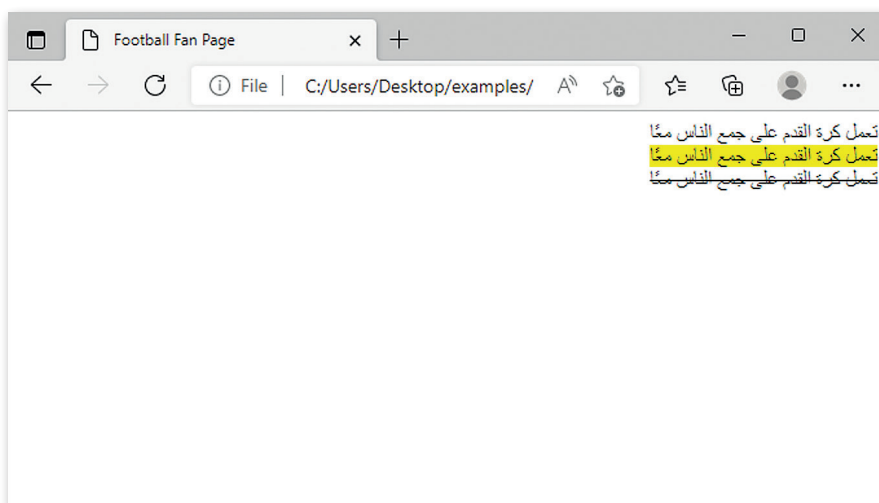 Football Fan Page
File | C:/Users/Desktop/examples/
تعمل كرة القدم على جمع الناس معًا
تعمل كرة القدم على جمع الناس معًا
تعمل كرة القدم على جمع الناس معًا